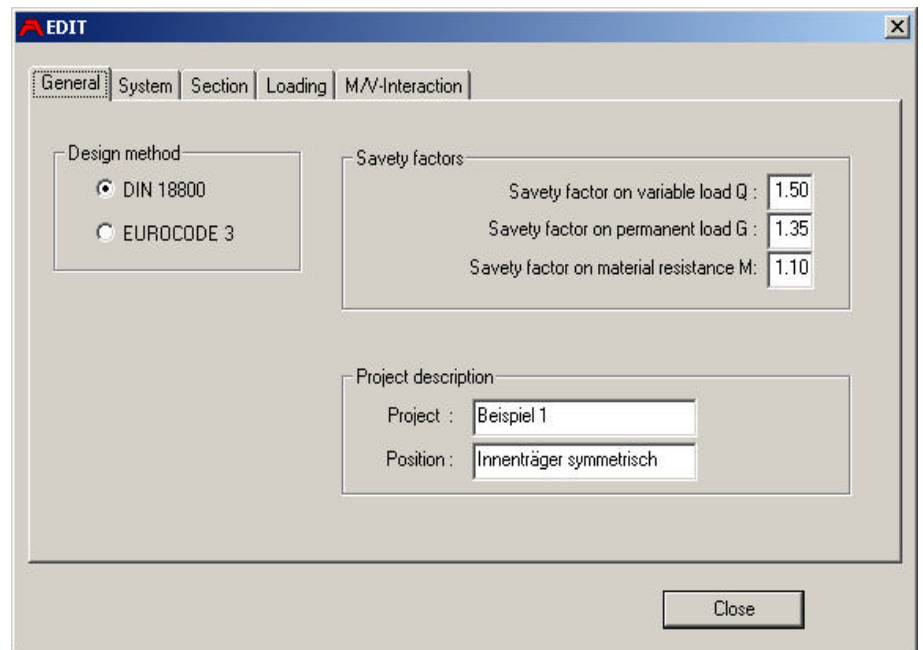 EDIT
General System Section Loading M/V-Interaction
Design method
DIN 18800
EUROCODE 3
Savety factors
Savety factor on variable load Q : 1.50
Savety factor on permanent load G : 1.35
Savety factor on material resistance M: 1.10
Project description
Project : Beispiel 1
Position : Innenträger symmetrisch
Close